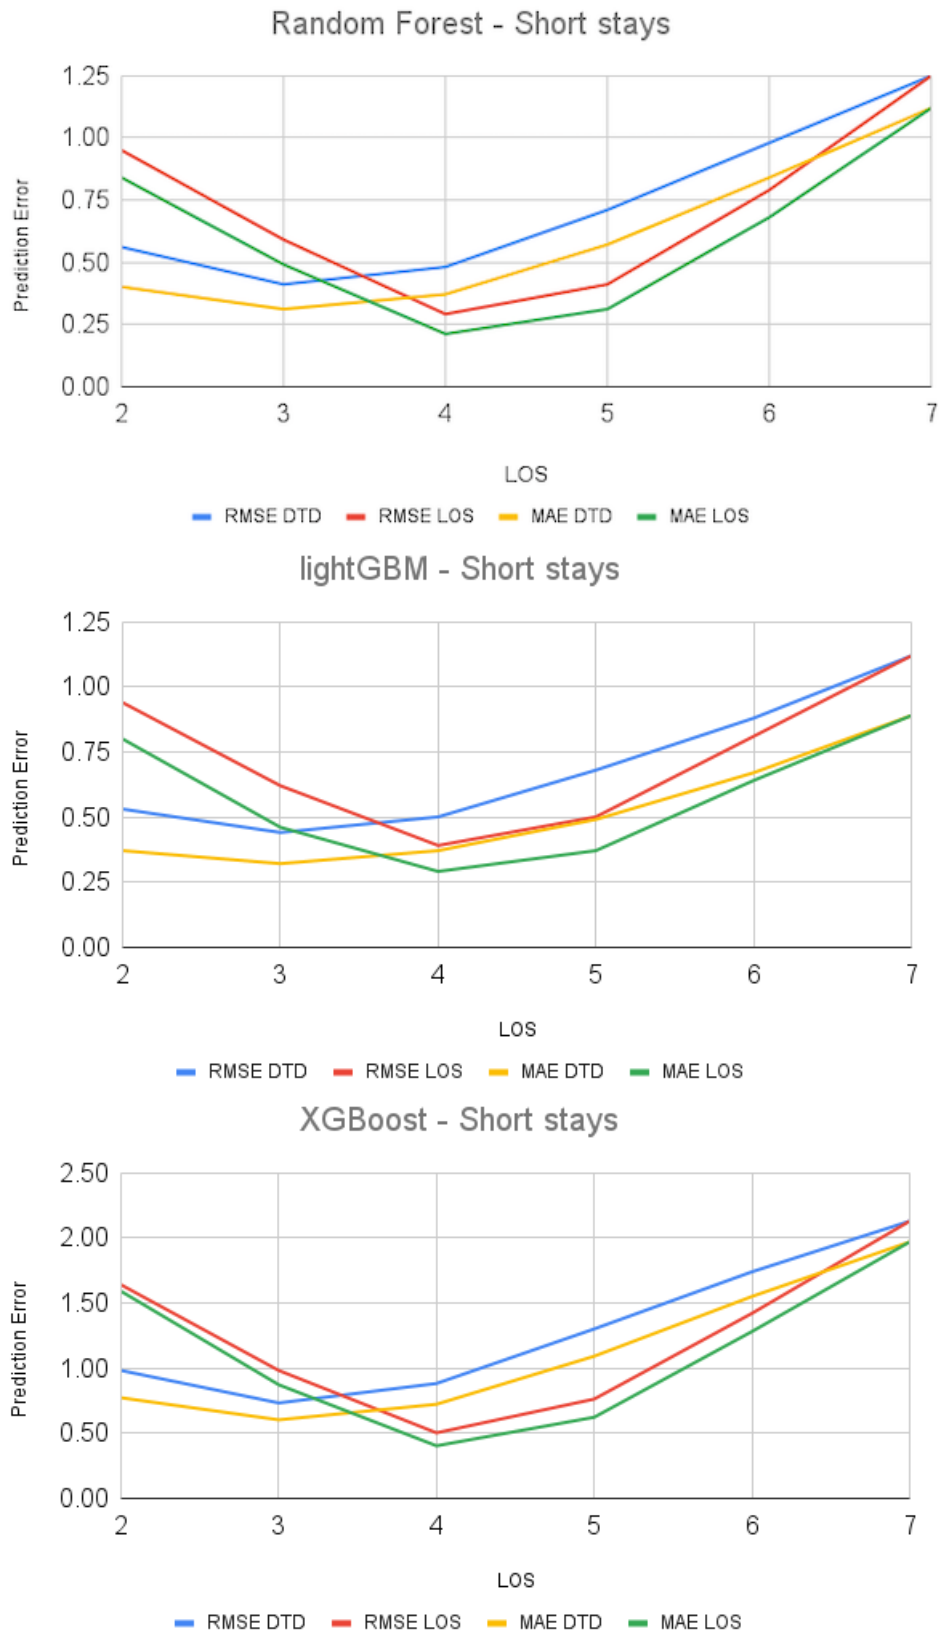 Random Forest - Short stays
1.25
1.00
0.75
0.50
0.25
0.00
Prediction Error
2 3 4 5 6 7
LOS
RMSE DTD RMSE LOS MAE DTD MAE LOS
lightGBM - Short stays
1.25
1.00
0.75
0.50
0.25
0.00
Prediction Error
2 3 4 5 6 7
LOS
RMSE DTD RMSE LOS MAE DTD MAE LOS
XGBoost - Short stays
2.50
2.00
1.50
1.00
0.50
0.00
Prediction Error
2 3 4 5 6 7
LOS
RMSE DTD RMSE LOS MAE DTD MAE LOS